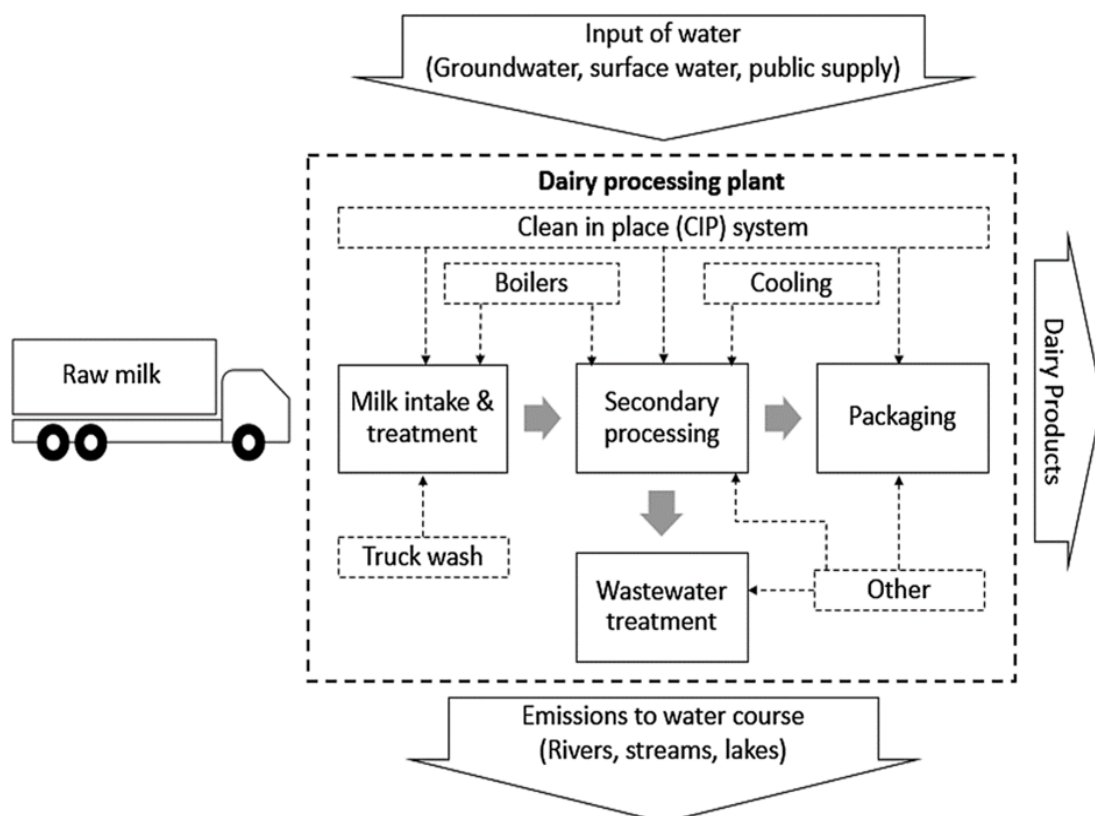 Input of water
(Groundwater, surface water, public supply)
Dairy processing plant
Clean in place (CIP) system
Boilers
Cooling
Raw milk
Milk intake &
treatment
Secondary
processing
Packaging
Dairy Products
Truck wash
Wastewater
treatment
Other
Emissions to water course
(Rivers, streams, lakes)